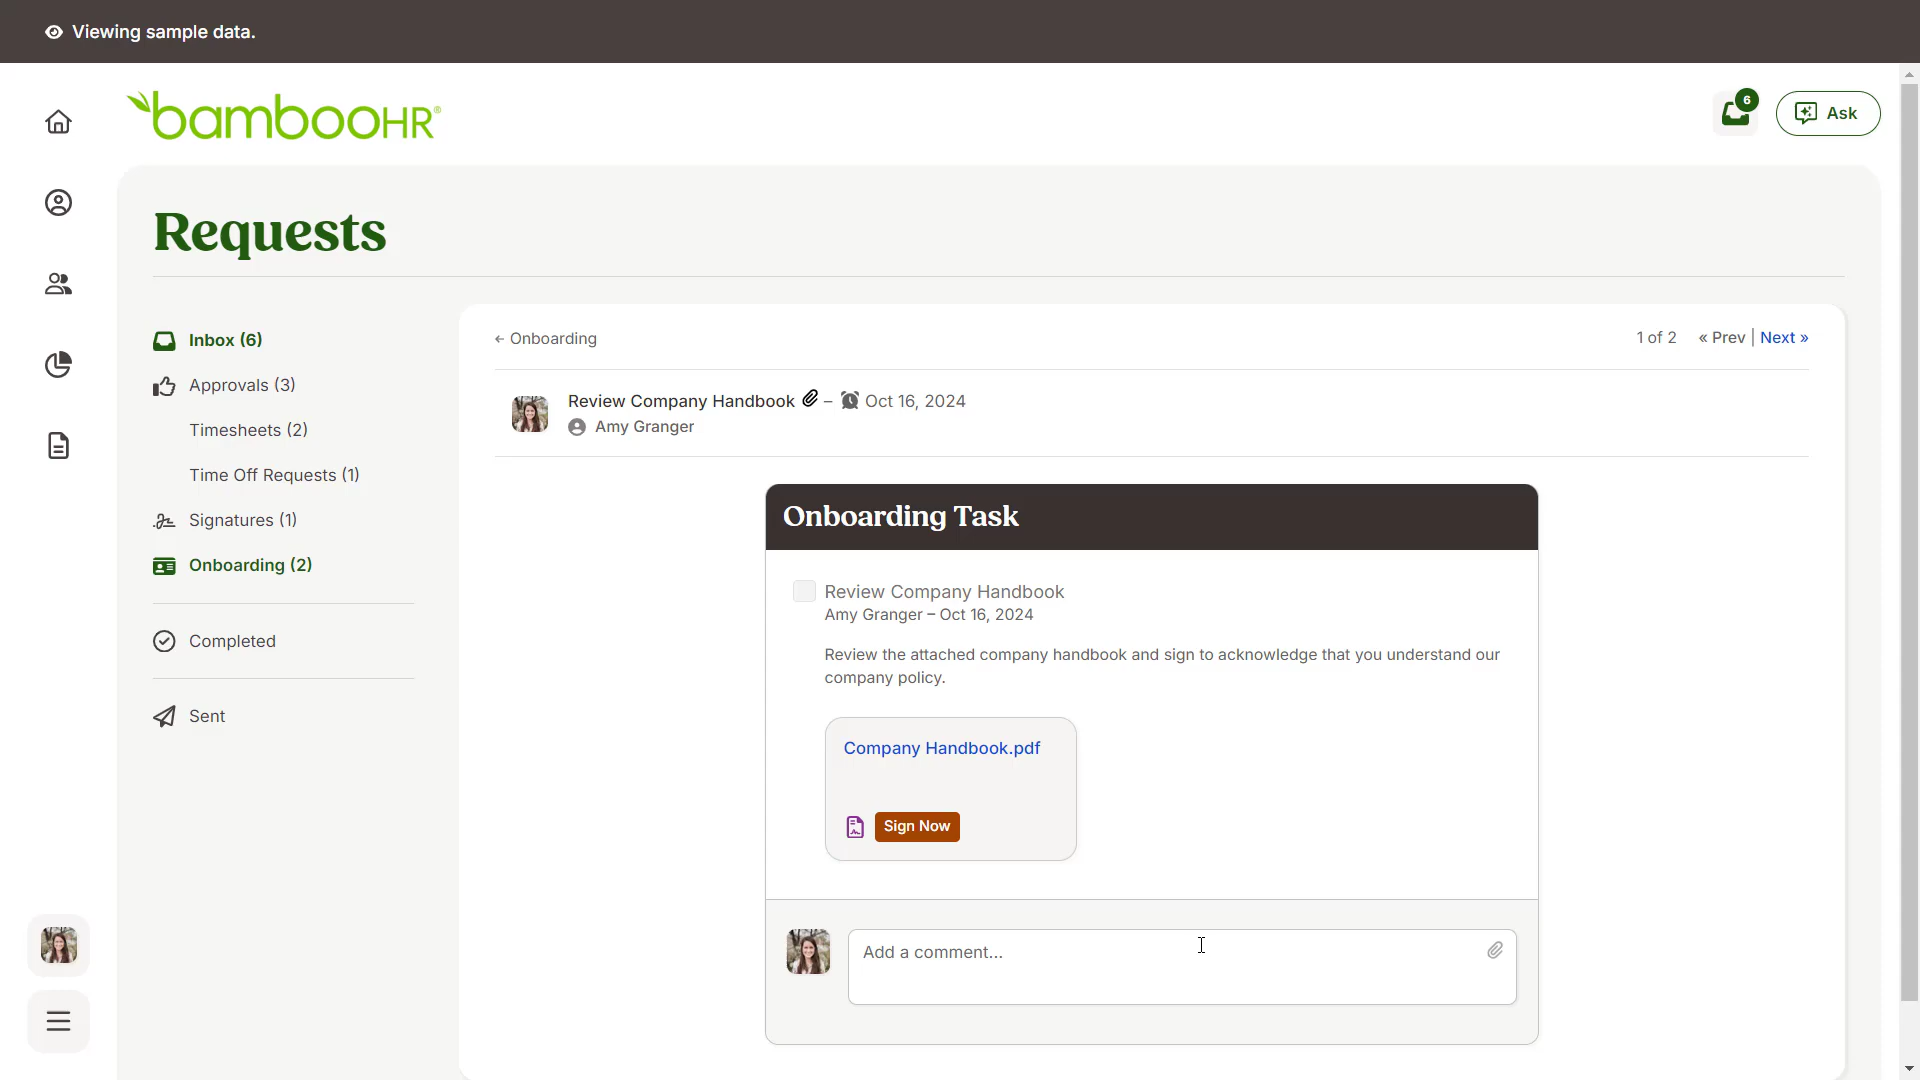 Viewing sample data.
bambooHR®
6
Ask
Requests
Inbox (6)
Approvals (3)
Timesheets (2)
Time Off Requests (1)
Signatures (1)
Onboarding (2)
Completed
Sent
← Onboarding
1 of 2 « Prev | Next »
Review Company Handbook – Oct 16, 2024
Amy Granger
Onboarding Task
Review Company Handbook
Amy Granger – Oct 16, 2024
Review the attached company handbook and sign to acknowledge that you understand our
company policy.
Company Handbook.pdf
Sign Now
Add a comment...